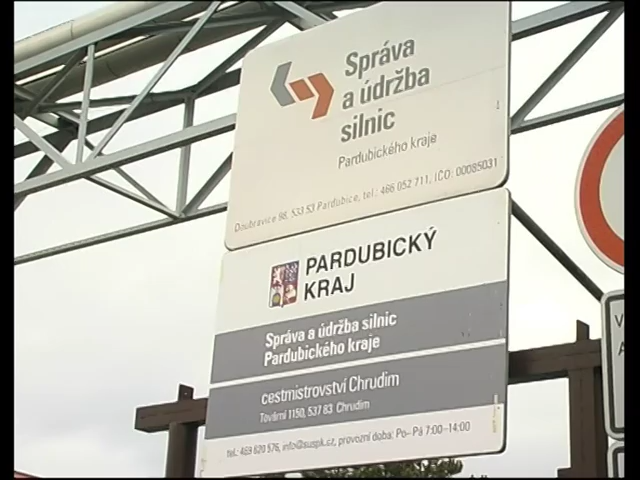 Správa
a údržba
silnic
Pardubického kraje
Doubravice 98, 533 53 Pardubice, tel.: 466 052 711, IČO: 00085031
PARDUBICKÝ
KRAJ
Správa a údržba silnic
Pardubického kraje
cestmistrovství Chrudim
Tovární 1150, 537 83 Chrudim
tel.: 469 620 576, info@suspk.cz, provozní doba: Po- Pá 7:00-14:00